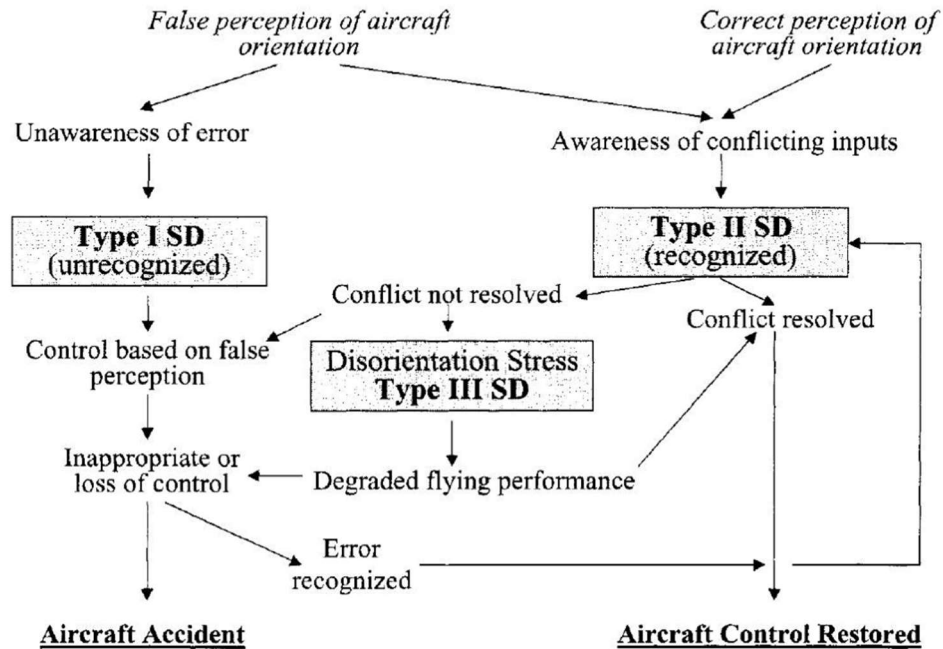 False perception of aircraft
orientation
Correct perception of
aircraft orientation
Unawareness of error
Awareness of conflicting inputs
Type I SD
(unrecognized)
Type II SD
(recognized)
Conflict not resolved
Conflict resolved
Control based on false
perception
Disorientation Stress
Type III SD
Inappropriate or
loss of control
Degraded flying performance
Error
recognized
Aircraft Accident
Aircraft Control Restored